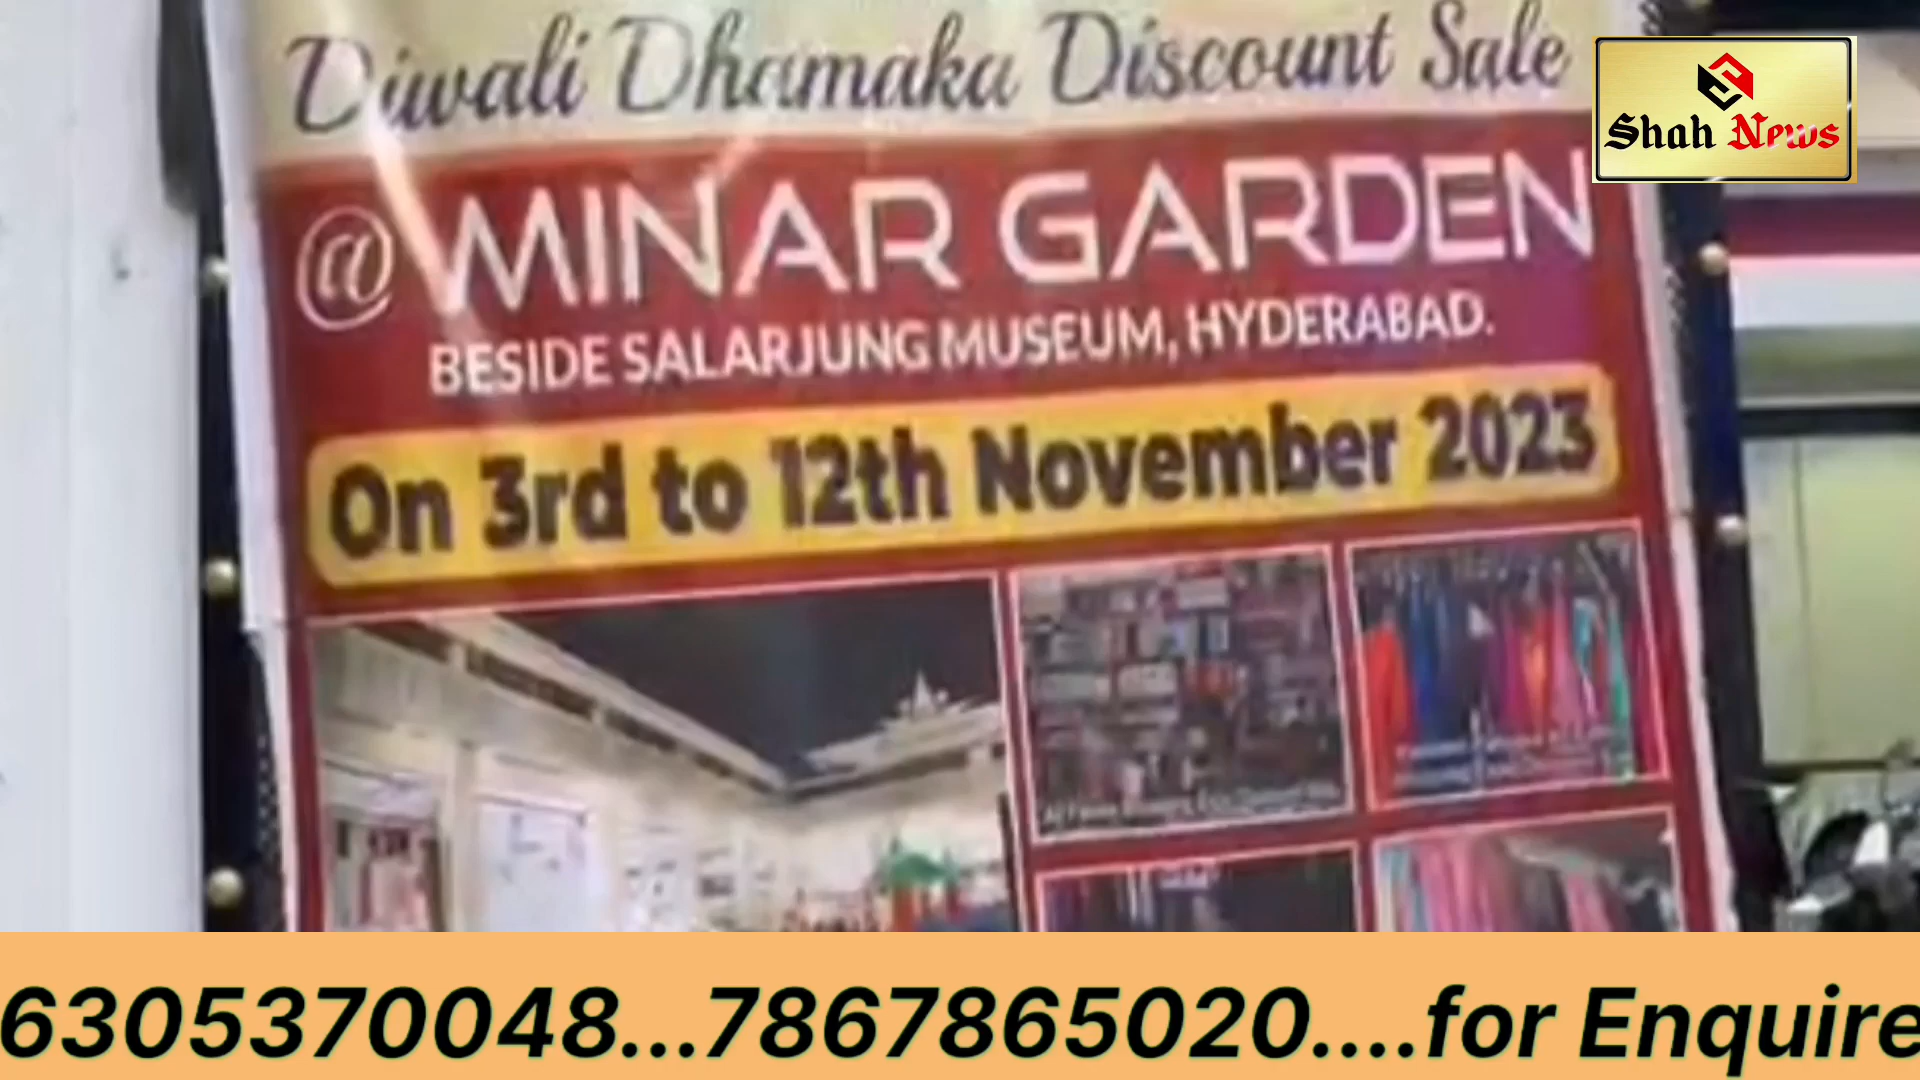 Diwali Dhamaka Discount Sale
Shah News
@ MINAR GARDEN
BESIDE SALARJUNG MUSEUM, HYDERABAD.
On 3rd to 12th November 2023
6305370048...7867865020....for Enquire